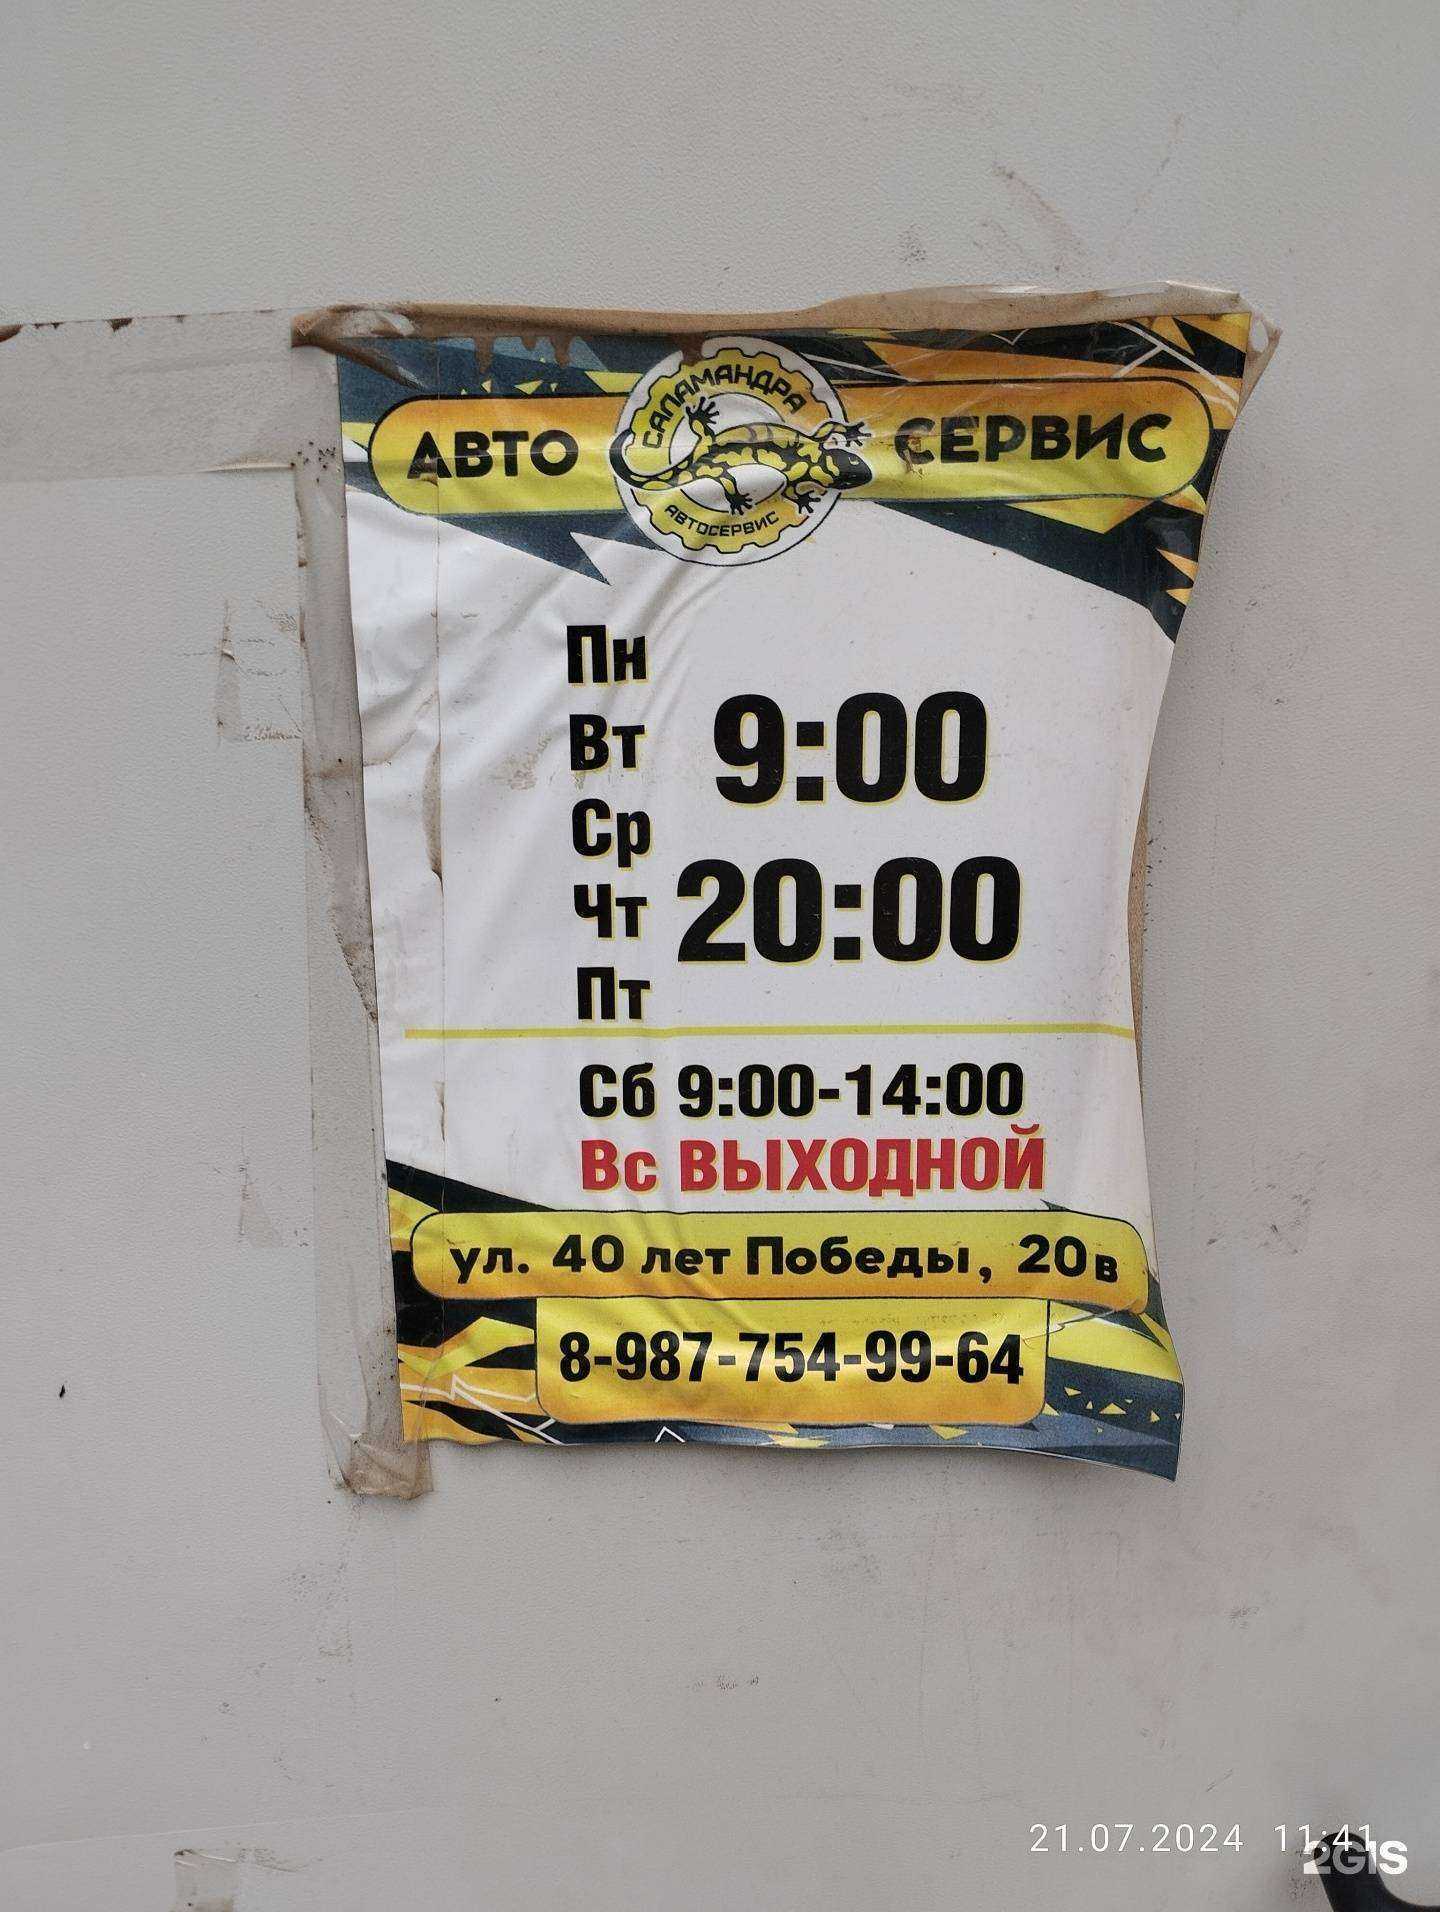 САЛАМАНДРА
АВТО СЕРВИС
АВТОСЕРВИС
Пн
Вт
9:00
Ср
Чт
20:00
Пт
Сб 9:00-14:00
Вс ВЫХОДНОЙ
ул. 40 лет Победы, 20в
8-987-754-99-64
21.07.2024 11:41
2GIS